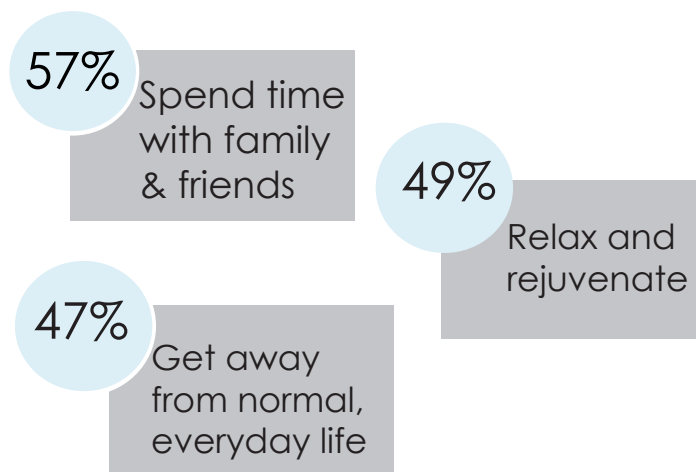 57%
Spend time
with family
& friends
49%
Relax and
rejuvenate
47%
Get away
from normal,
everyday life